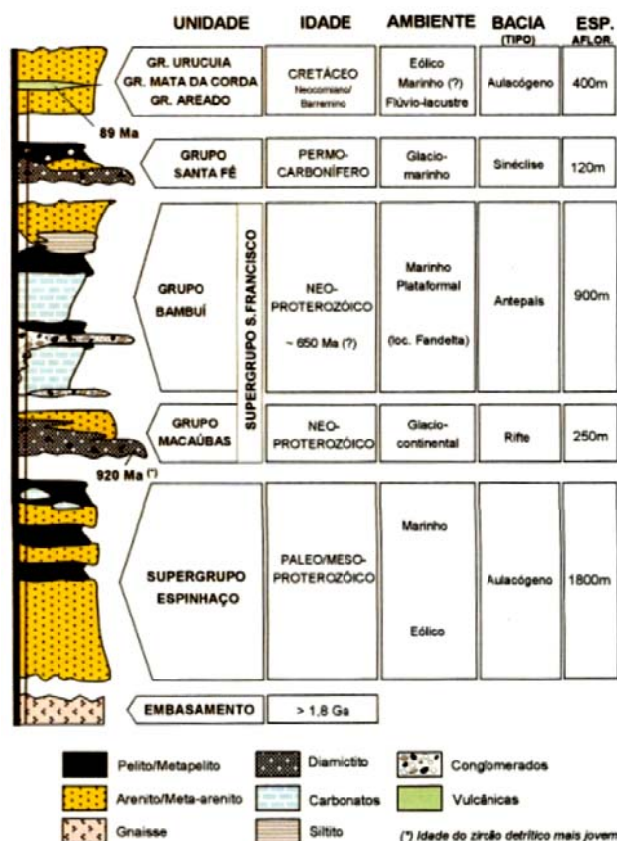 UNIDADE IDADE AMBIENTE BACIA (TIPO) ESP. AFLOR.
GR. URUCUIA
GR. MATA DA CORDA
GR. AREADO
CRETÁCEO
Neocomiano/
Barremino
Eólico
Marinho (?)
Flúvio-lacustre
Aulacógeno
400m
89 Ma
GRUPO
SANTA FÉ
PERMO-
CARBONÍFERO
Glacio-
marinho
Sinéclise
120m
GRUPO
BAMBUÍ
SUPERGRUPO S.FRANCISCO
NEO-
PROTEROZÓICO
~ 650 Ma (?)
Marinho
Plataformal
(loc. Fandelta)
Antepaís
900m
GRUPO
MACAÚBAS
NEO-
PROTEROZÓICO
Glacio-
continental
Rifte
250m
920 Ma (*)
SUPERGRUPO
ESPINHAÇO
PALEO/MESO-
PROTEROZÓICO
Marinho
Eólico
Aulacógeno
1800m
EMBASAMENTO
> 1,8 Ga
Pelito/Metapelito
Diamictito
Conglomerados
Arenito/Meta-arenito
Carbonatos
Vulcânicas
Gnaisse
Siltito
(*) Idade do zircão detrítico mais jovem